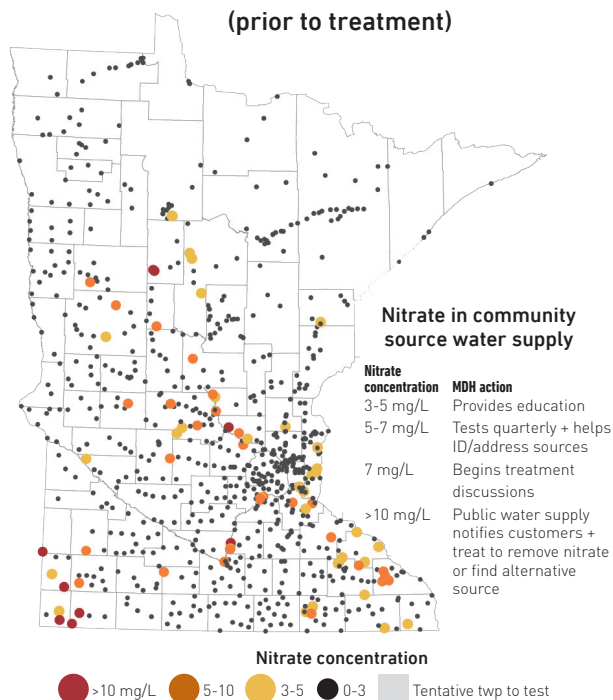 (prior to treatment)
Nitrate in community
source water supply
Nitrate
concentration MDH action
3-5 mg/L Provides education
5-7 mg/L Tests quarterly + helps
ID/address sources
7 mg/L Begins treatment
discussions
>10 mg/L Public water supply
notifies customers +
treat to remove nitrate
or find alternative
source
Nitrate concentration
>10 mg/L 5-10 3-5 0-3 Tentative twp to test